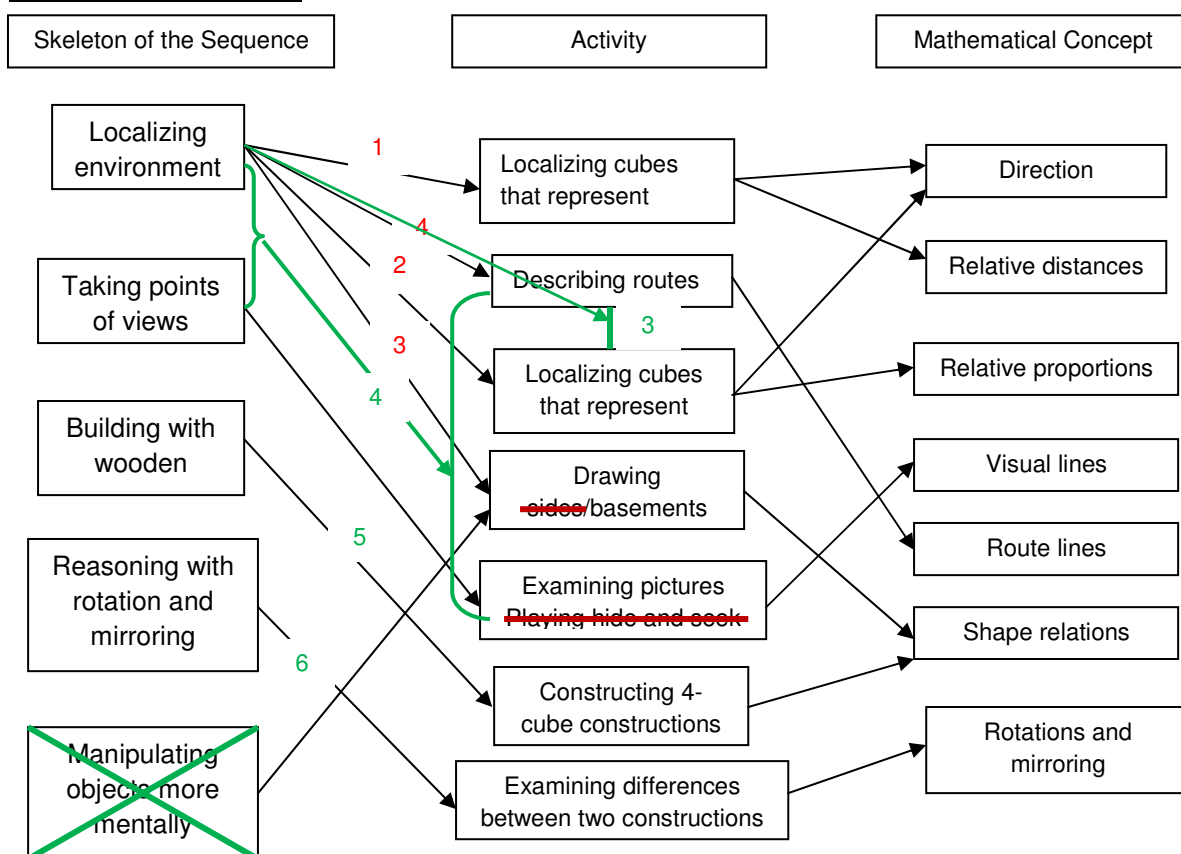 Skeleton of the Sequence
Activity
Mathematical Concept
Localizing
environment
Taking points
of views
Building with
wooden
Reasoning with
rotation and
mirroring
Manipulating
objects more
mentally
1
4
2
3
4
3
5
6
Localizing cubes
that represent
Describing routes
Localizing cubes
that represent
Drawing
sides/basements
Examining pictures
Playing hide and seek
Constructing 4-
cube constructions
Examining differences
between two constructions
Direction
Relative distances
Relative proportions
Visual lines
Route lines
Shape relations
Rotations and
mirroring